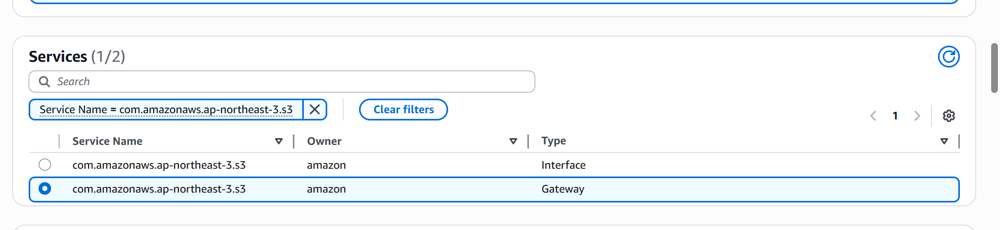 Services (1/2)
Search
Service Name = com.amazonaws.ap-northeast-3.s3
Clear filters
1
Service Name Owner Type
com.amazonaws.ap-northeast-3.s3 amazon Interface
com.amazonaws.ap-northeast-3.s3 amazon Gateway